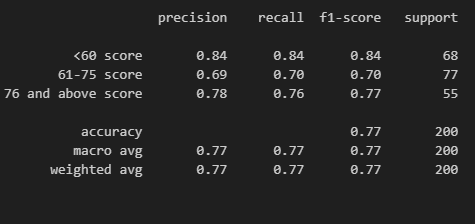 precision recall f1-score support
<60 score 0.84 0.84 0.84 68
61-75 score 0.69 0.70 0.70 77
76 and above score 0.78 0.76 0.77 55
accuracy 0.77 200
macro avg 0.77 0.77 0.77 200
weighted avg 0.77 0.77 0.77 200